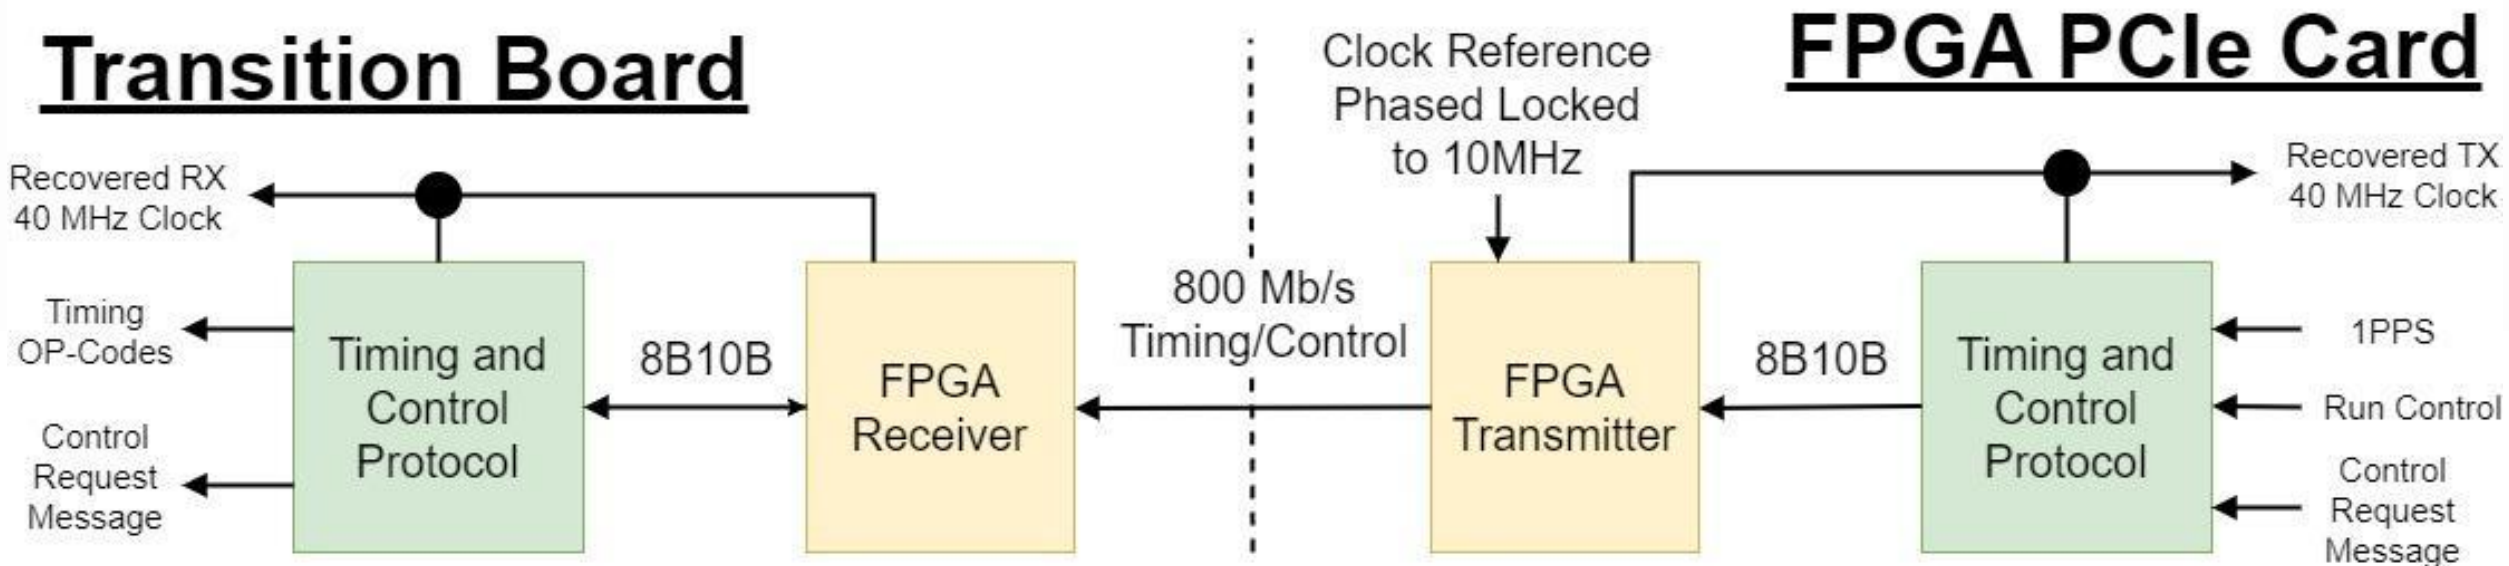 Transition Board
FPGA PCIe Card
Clock Reference
Phased Locked
to 10MHz
Recovered RX
40 MHz Clock
Recovered TX
40 MHz Clock
Timing
OP-Codes
Control
Request
Message
Timing and
Control
Protocol
8B10B
FPGA
Receiver
800 Mb/s
Timing/Control
FPGA
Transmitter
8B10B
Timing and
Control
Protocol
1PPS
Run Control
Control
Request
Message